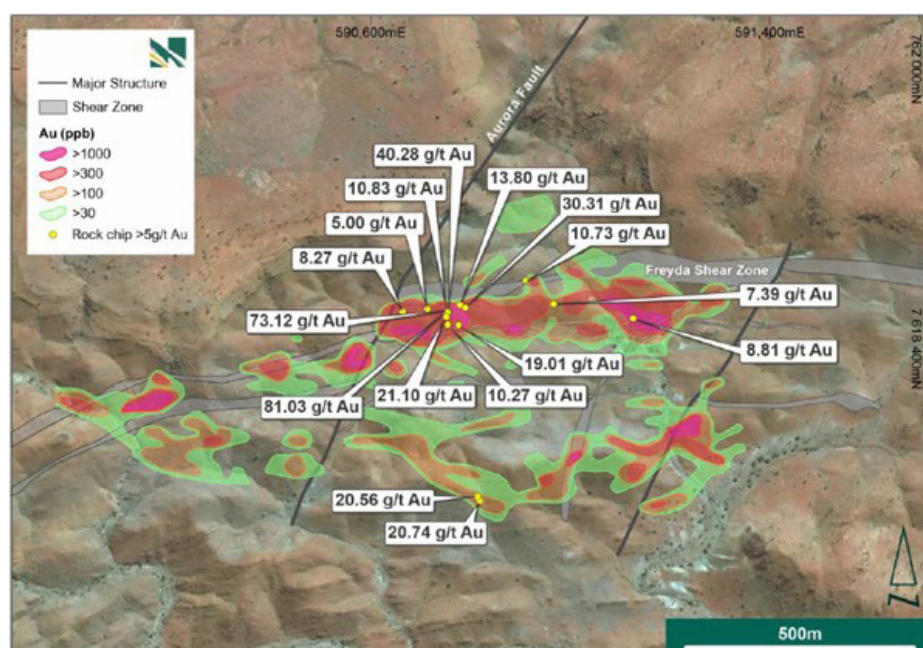 590,600mE
591,400mE
Major Structure
Shear Zone
Au (ppb)
>1000
>300
>100
>30
Rock chip >5g/t Au
Aurora Fault
40.28 g/t Au
10.83 g/t Au
13.80 g/t Au
5.00 g/t Au
30.31 g/t Au
8.27 g/t Au
10.73 g/t Au
Freyda Shear Zone
73.12 g/t Au
7.39 g/t Au
19.01 g/t Au
8.81 g/t Au
81.03 g/t Au
21.10 g/t Au
10.27 g/t Au
20.56 g/t Au
20.74 g/t Au
7'618,400mN
500m